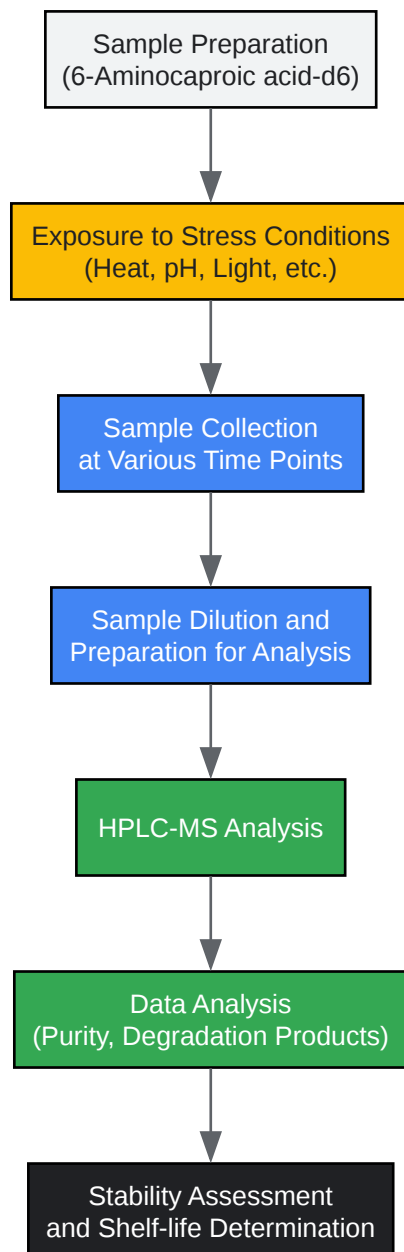 Sample Preparation
(6-Aminocaproic acid-d6)
Exposure to Stress Conditions
(Heat, pH, Light, etc.)
Sample Collection
at Various Time Points
Sample Dilution and
Preparation for Analysis
HPLC-MS Analysis
Data Analysis
(Purity, Degradation Products)
Stability Assessment
and Shelf-life Determination